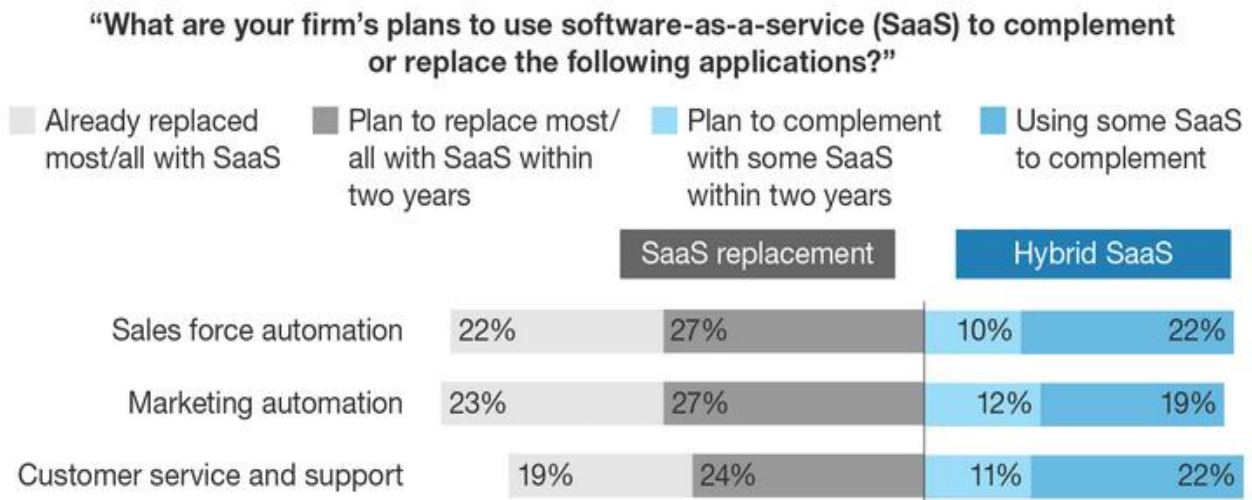 “What are your firm’s plans to use software-as-a-service (SaaS) to complement
or replace the following applications?”
Already replaced
most/all with SaaS
Plan to replace most/
all with SaaS within
two years
Plan to complement
with some SaaS
within two years
Using some SaaS
to complement
SaaS replacement
Hybrid SaaS
Sales force automation 22% 27% 10% 22%
Marketing automation 23% 27% 12% 19%
Customer service and support 19% 24% 11% 22%